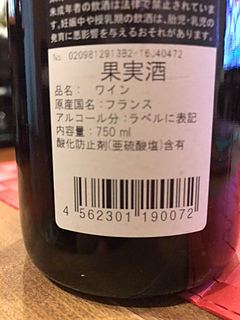 未成年者の飲酒は法律で禁止されています。
妊娠中や授乳期の飲酒は、胎児・乳児の
発育に悪影響を与えるおそれがあります。
No. 0209812913B2-16J40472
果実酒
品名： ワイン
原産国名：フランス
アルコール分：ラベルに表記
内容量：750 ml
酸化防止剤（亜硫酸塩）含有
4 562301 190072